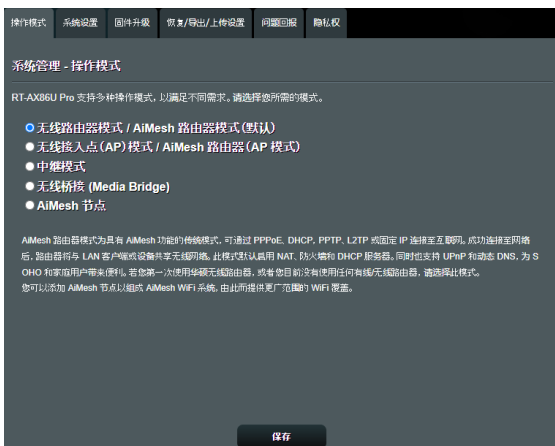 操作模式 系统设置 固件升级 恢复/导出/上传设置 问题回报 隐私权
系统管理 - 操作模式
RT-AX86U Pro 支持多种操作模式，以满足不同需求。请选择您所需的模式。
无线路由器模式 / AiMesh 路由器模式(默认)
无线接入点(AP)模式 / AiMesh 路由器(AP 模式)
中继模式
无线桥接 (Media Bridge)
AiMesh 节点
AiMesh 路由器模式为具有 AiMesh 功能的传统模式，可通过 PPPoE, DHCP, PPTP, L2TP 或固定 IP 连接至互联网。成功连接至网络
后，路由器将与 LAN 客户端或设备共享无线网络。此模式默认启用 NAT、防火墙和 DHCP 服务器。同时也支持 UPnP 和动态 DNS，为 S
OHO 和家庭用户带来便利。若您第一次使用华硕无线路由器，或者您目前没有使用任何有线/无线路由器，请选择此模式。
您可以添加 AiMesh 节点以组成 AiMesh WiFi 系统，由此而提供更广范围的 WiFi 覆盖。
保存